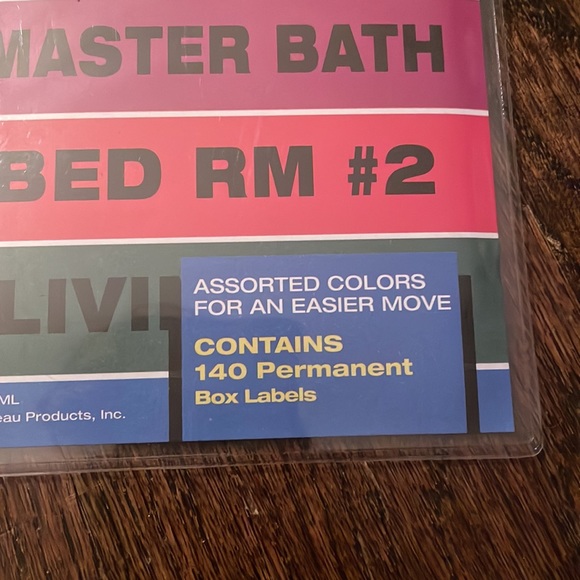 MASTER BATH
BED RM #2
LIVI
ASSORTED COLORS
FOR AN EASIER MOVE
CONTAINS
140 Permanent
Box Labels
ML
eau Products, Inc.